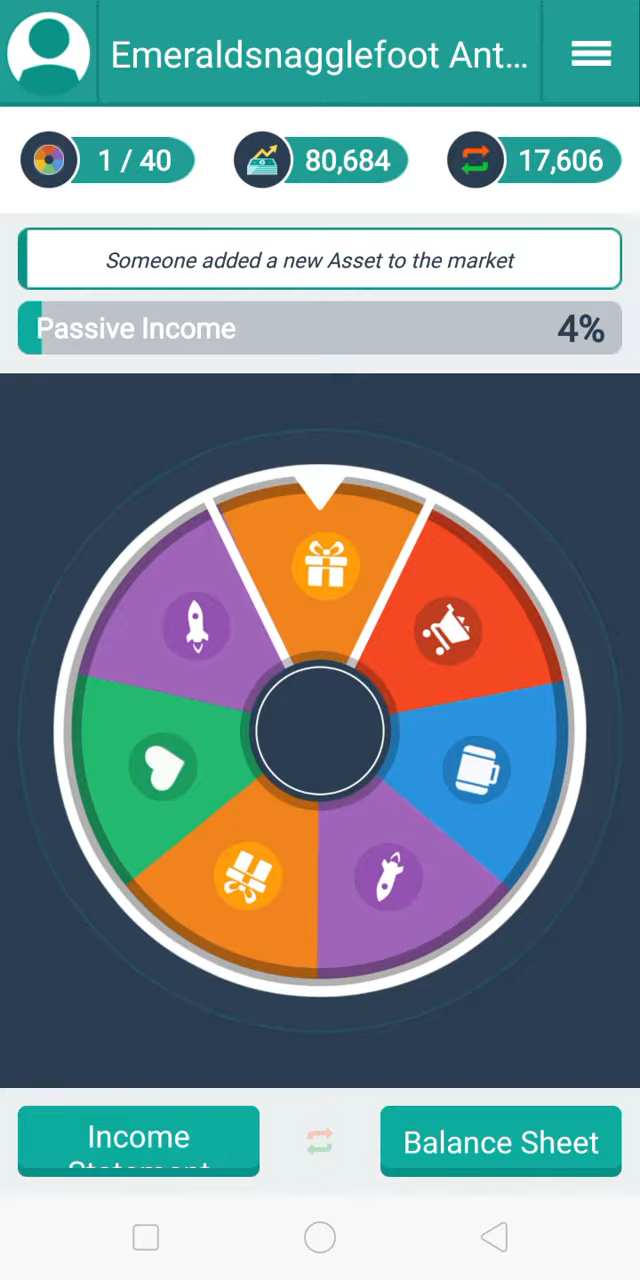 Emeraldsnagglefoot Ant...
1 / 40
80,684
17,606
Someone added a new Asset to the market
Passive Income
4%
Income
Statement
Balance Sheet